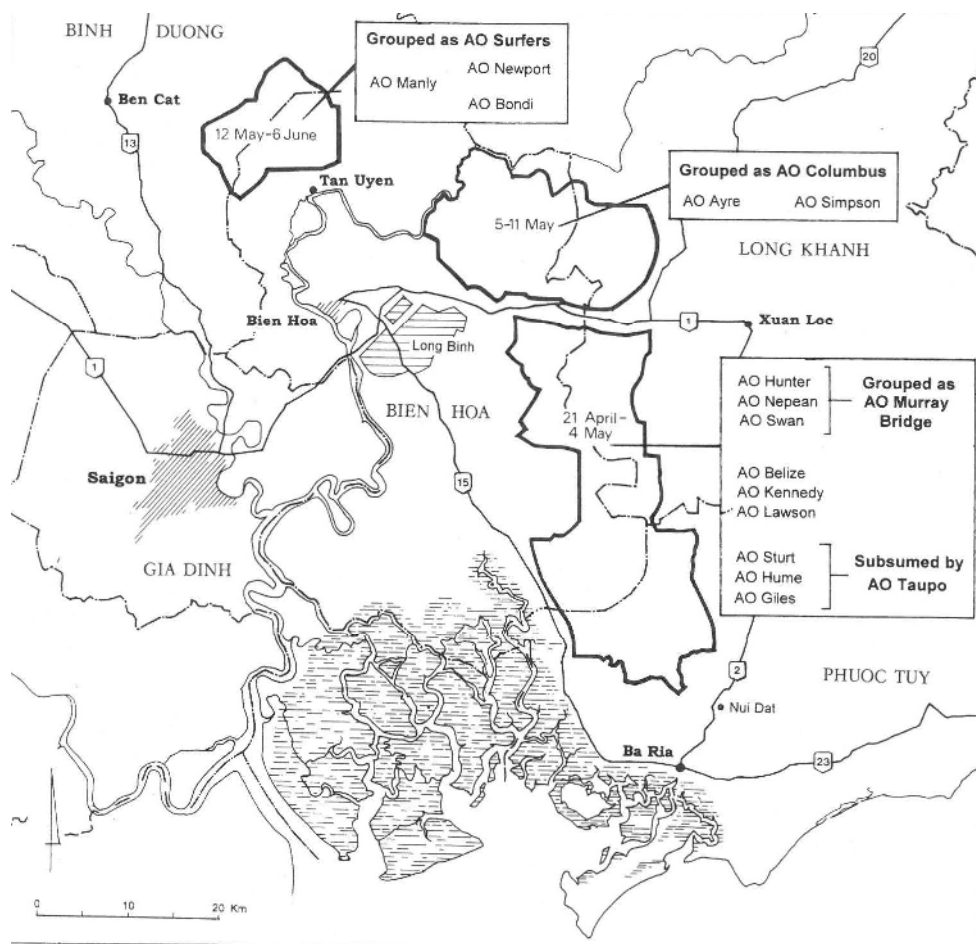 BINH DUONG
Ben Cat
13
12 May–6 June
Tan Uyen
Grouped as AO Surfers
AO Manly
AO Newport
AO Bondi
20
Grouped as AO Columbus
AO Ayre AO Simpson
5–11 May
LONG KHANH
Bien Hoa
Long Binh
1
Xuan Loc
1
BIEN HOA
21 April–
4 May
15
Saigon
GIA DINH
AO Hunter
AO Nepean
AO Swan
Grouped as
AO Murray
Bridge
AO Belize
AO Kennedy
AO Lawson
AO Sturt
AO Hume
AO Giles
Subsumed by
AO Taupo
2
PHUOC TUY
Nui Dat
Ba Ria
23
0 10 20 Km